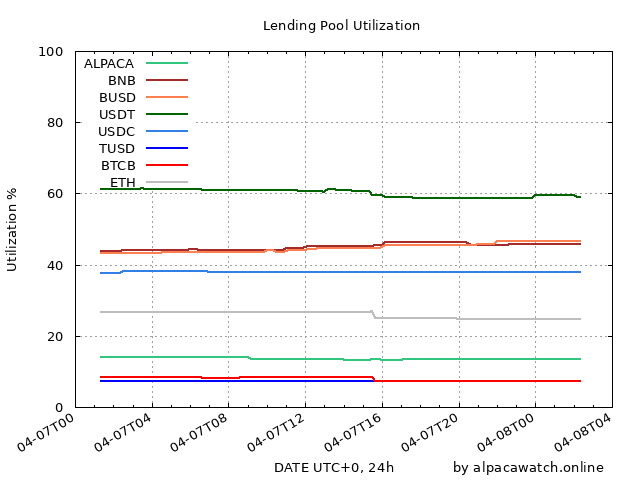 Lending Pool Utilization
100
80
60
40
20
0
Utilization %
ALPACA
BNB
BUSD
USDT
USDC
TUSD
BTCB
ETH
04-07T00
04-07T04
04-07T08
04-07T12
04-07T16
04-07T20
04-08T00
04-08T04
DATE UTC+0, 24h
by alpacawatch.online